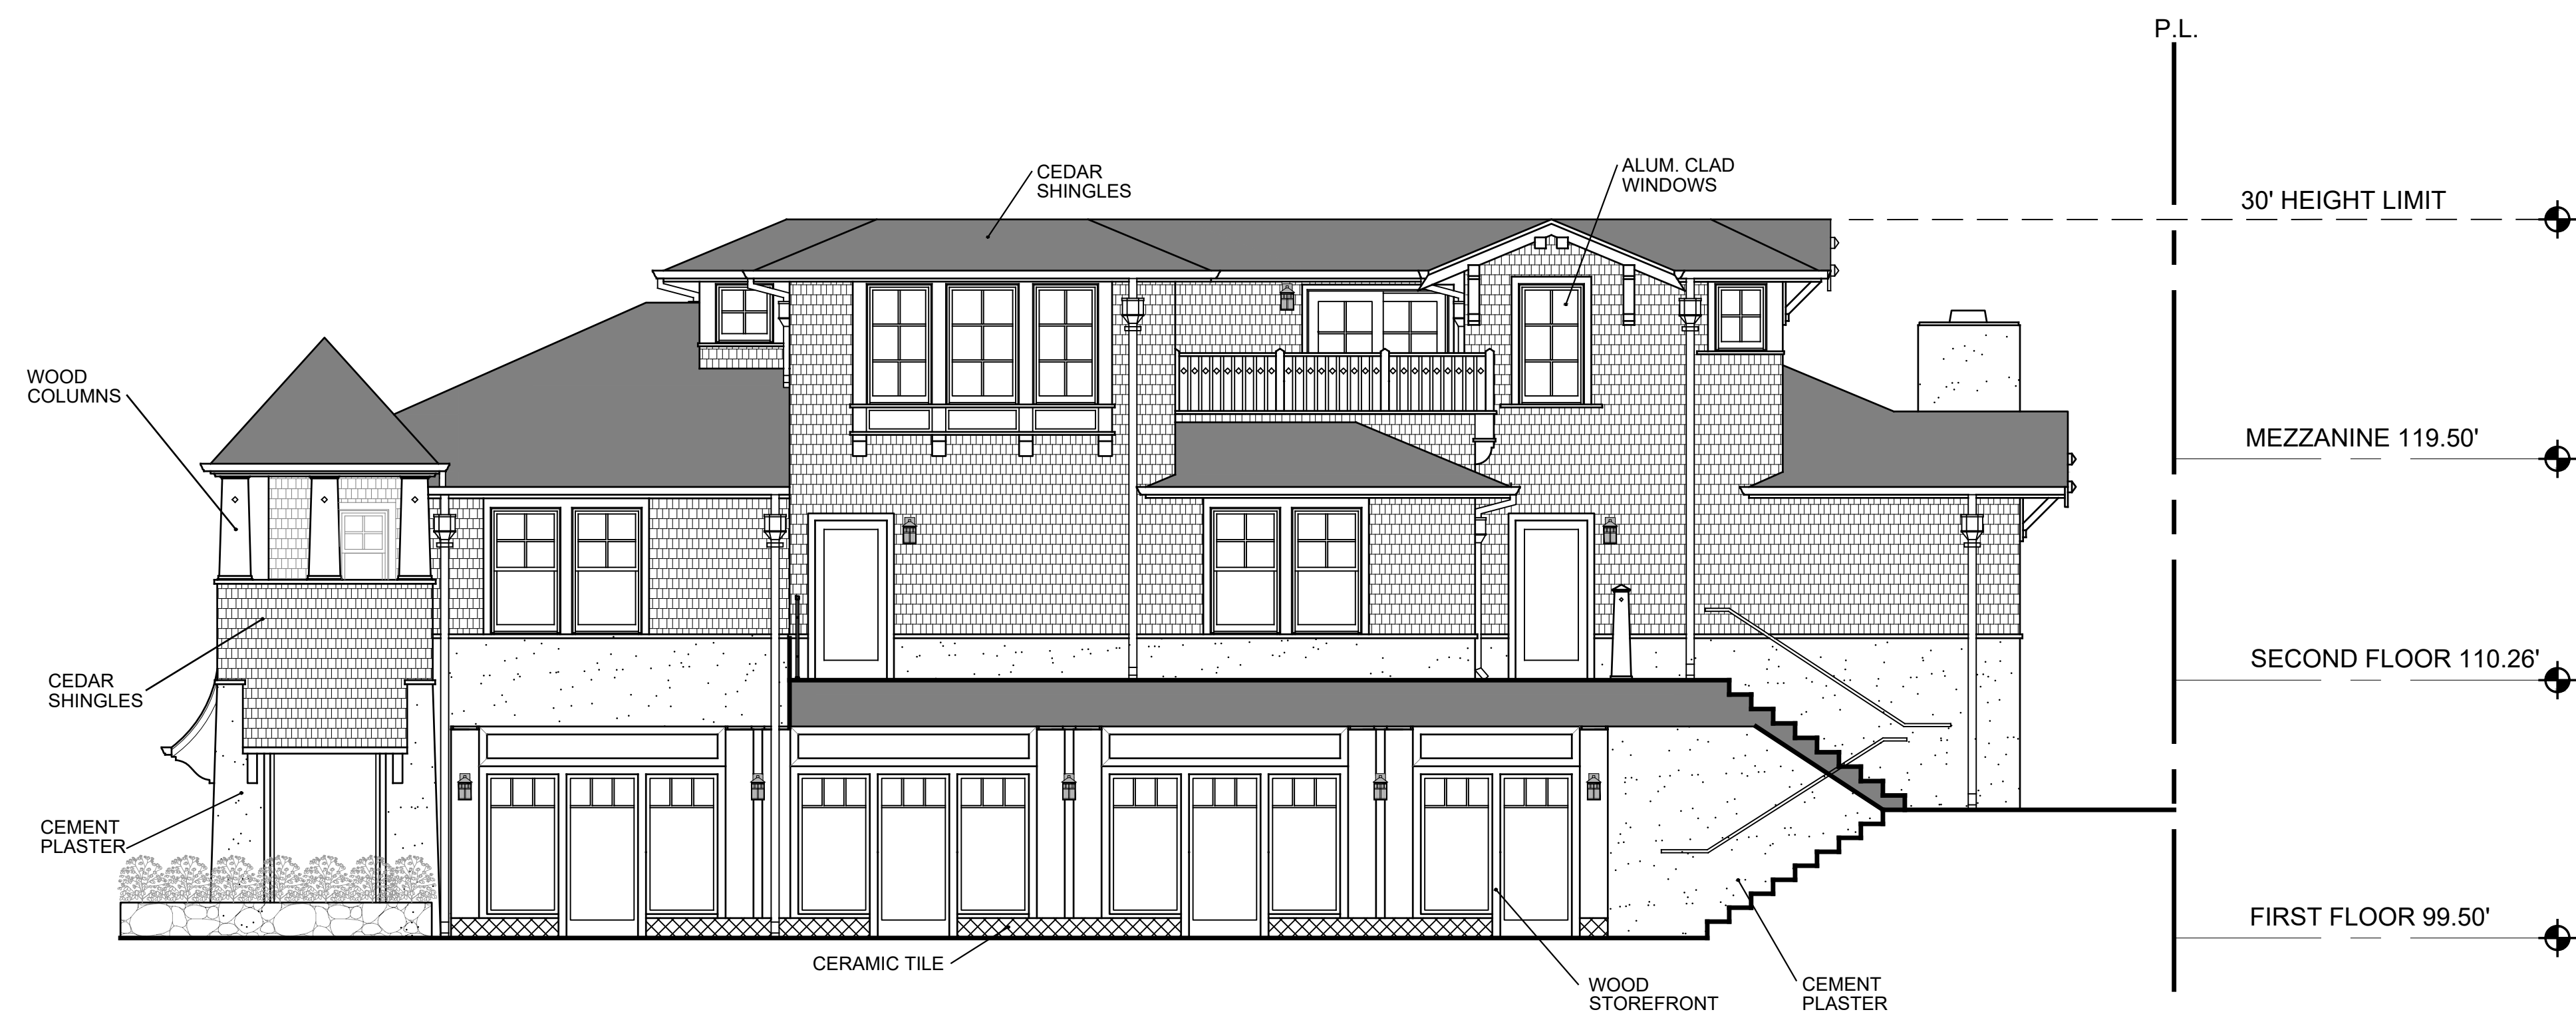 P.L.
CEDAR
SHINGLES
ALUM. CLAD
WINDOWS
30' HEIGHT LIMIT
WOOD
COLUMNS
MEZZANINE 119.50'
CEDAR
SHINGLES
SECOND FLOOR 110.26'
CEMENT
PLASTER
FIRST FLOOR 99.50'
CERAMIC TILE
WOOD
STOREFRONT
CEMENT
PLASTER